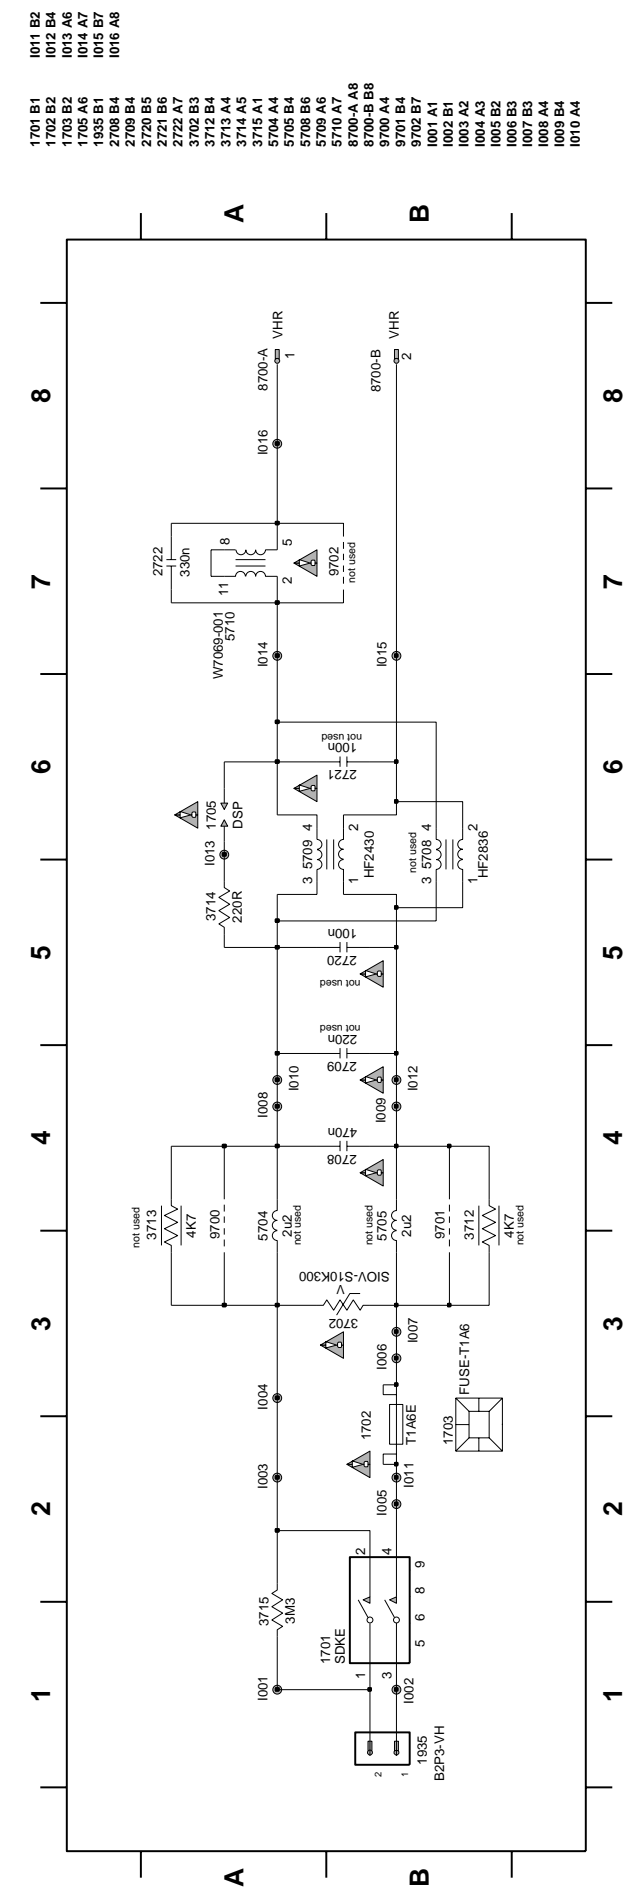 1701 B1
1702 B2
1703 B2
1705 A6
1935 B1
2708 B4
2709 B4
2720 B5
2721 B6
2722 A7
3702 B3
3712 B4
3713 A4
3714 A5
3715 A1
5704 A4
5705 B4
5708 B6
5709 A6
5710 A7
8700-A A8
8700-B B8
9700 A4
9701 B4
9702 B7
I001 A1
I002 B1
I003 A2
I004 A3
I005 B2
I006 B3
I007 B3
I008 A4
I009 B4
I010 A4
I011 B2
I012 B4
I013 A6
I014 A7
I015 B7
I016 A8
1
2
3
4
5
6
7
8
A
A
B2P3-VH
1935
2
1
I001
I002
3715
3M3
1701
SDKE
1
3
2
4
5
6
8
9
I003
I004
I005
I011
1702
T1A6E
1703
FUSE-T1A6
I006
I007
3702
V
SIOV-S10K300
not used
3713
4K7
9700
5704
2u2
not used
not used
5705
2u2
9701
3712
4K7
not used
2708
470n
I008
I010
I009
I012
2709
220n
not used
not used
2720
100n
3714
220R
I013
1705
DSP
3
5709
4
1
2
HF2430
not used
3
5708
4
1
2
HF2836
2721
100n
not used
I014
I015
W7069-001
5710
2722
330n
11
8
2
5
9702
not used
I016
8700-A
1
VHR
8700-B
2
VHR
B
B
1
2
3
4
5
6
7
8